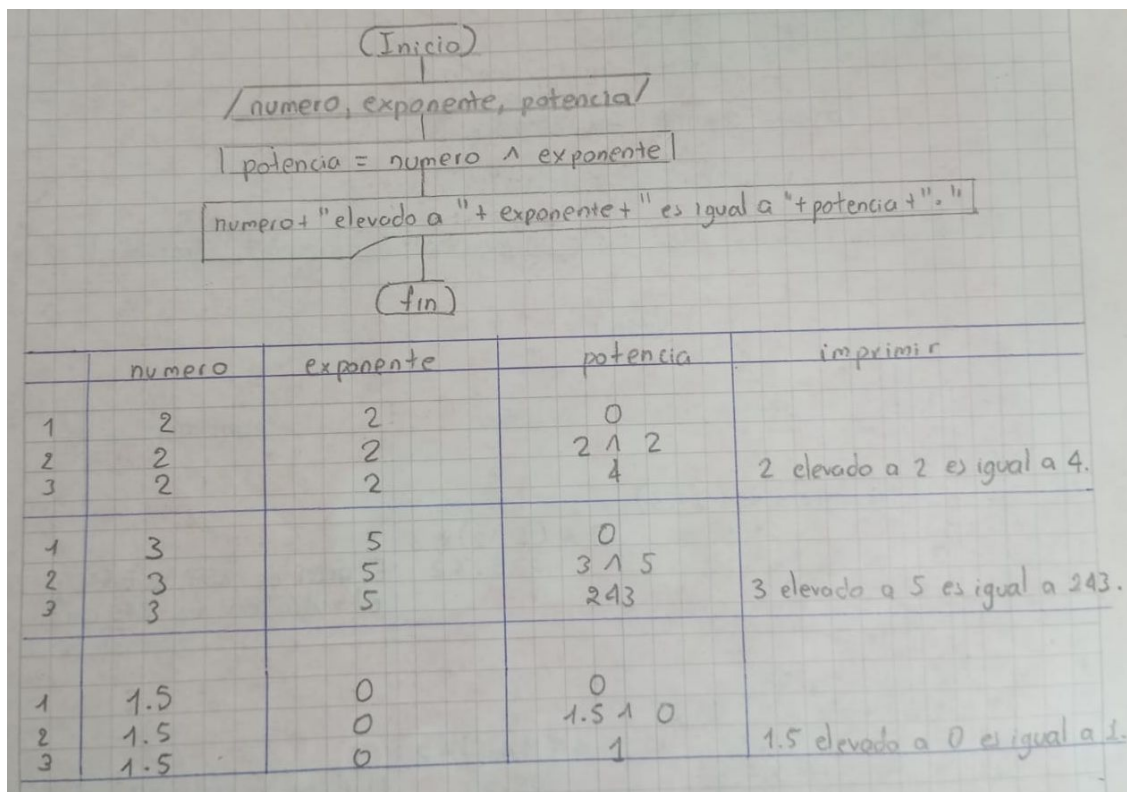 Inicio
numero, exponente, potencia
potencia = numero ∧ exponente
numero+ "elevado a "+ exponente+ " es igual a "+potencia+"."
fin
numero exponente potencia imprimir
1 2 2 0
2 2 2 2 ∧ 2
3 2 2 4 2 elevado a 2 es igual a 4.
1 3 5 0
2 3 5 3 ∧ 5
3 3 5 243 3 elevado a 5 es igual a 243.
1 1.5 0 0
2 1.5 0 1.5 ∧ 0
3 1.5 0 1 1.5 elevado a 0 es igual a 1.